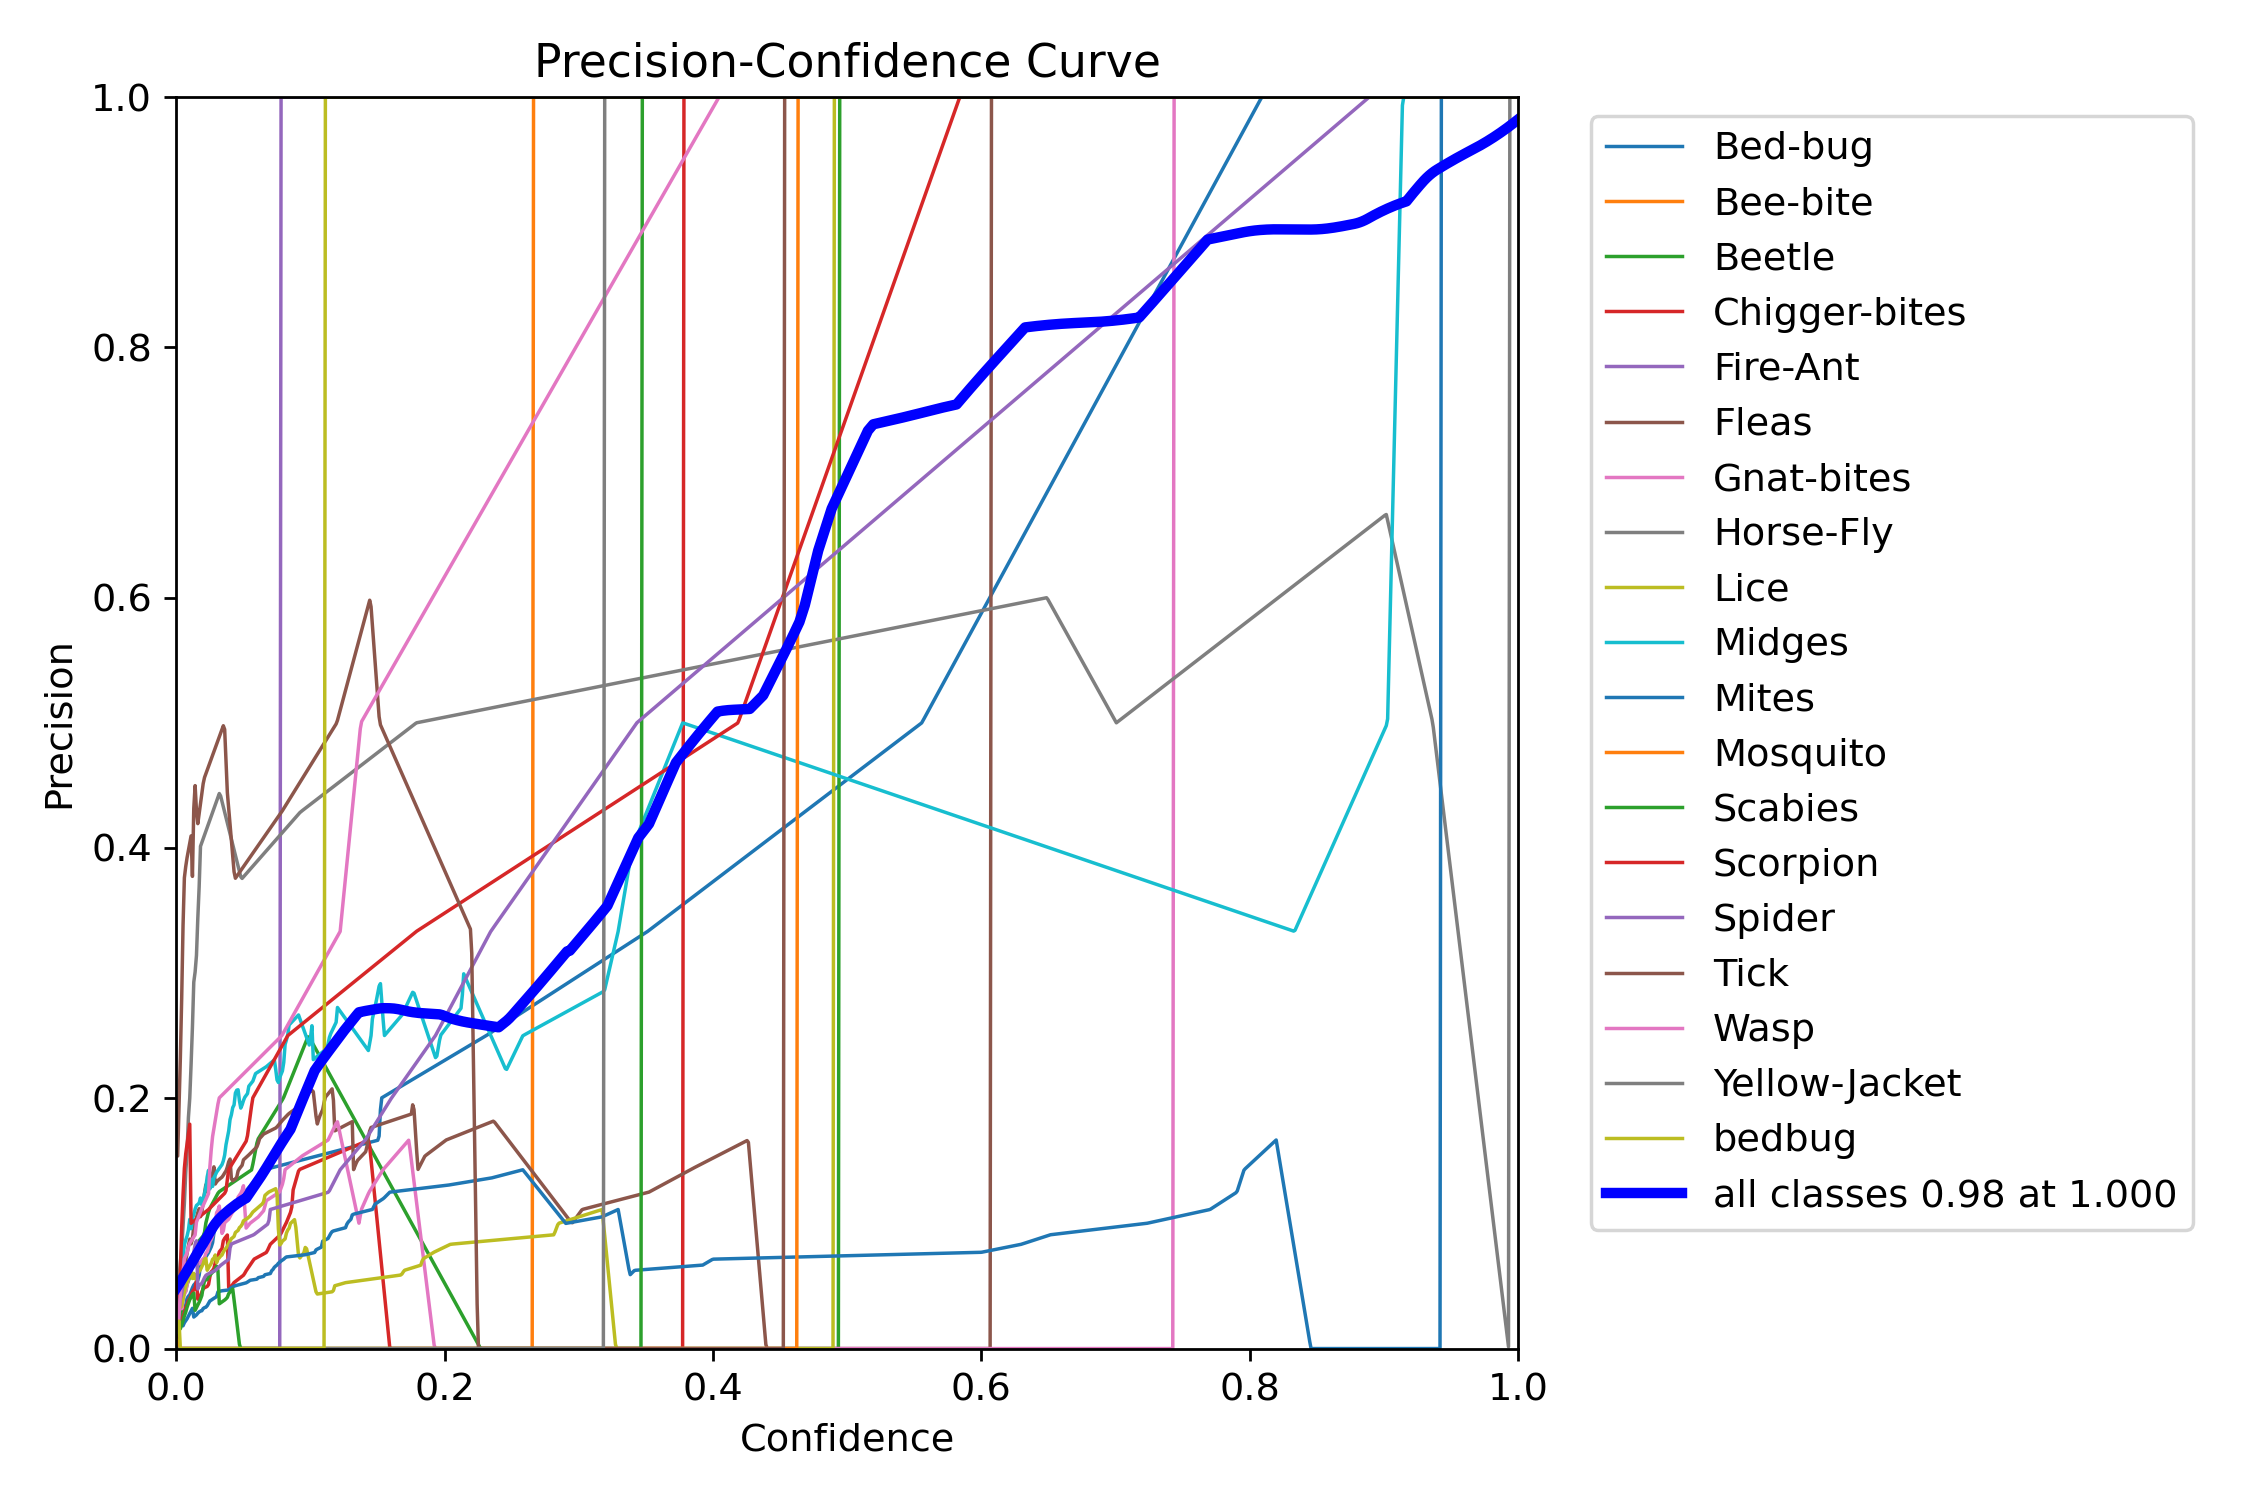 Precision-Confidence Curve
1.0
0.8
0.6
0.4
0.2
0.0
Precision
0.0 0.2 0.4 0.6 0.8 1.0
Confidence
Bed-bug
Bee-bite
Beetle
Chigger-bites
Fire-Ant
Fleas
Gnat-bites
Horse-Fly
Lice
Midges
Mites
Mosquito
Scabies
Scorpion
Spider
Tick
Wasp
Yellow-Jacket
bedbug
all classes 0.98 at 1.000